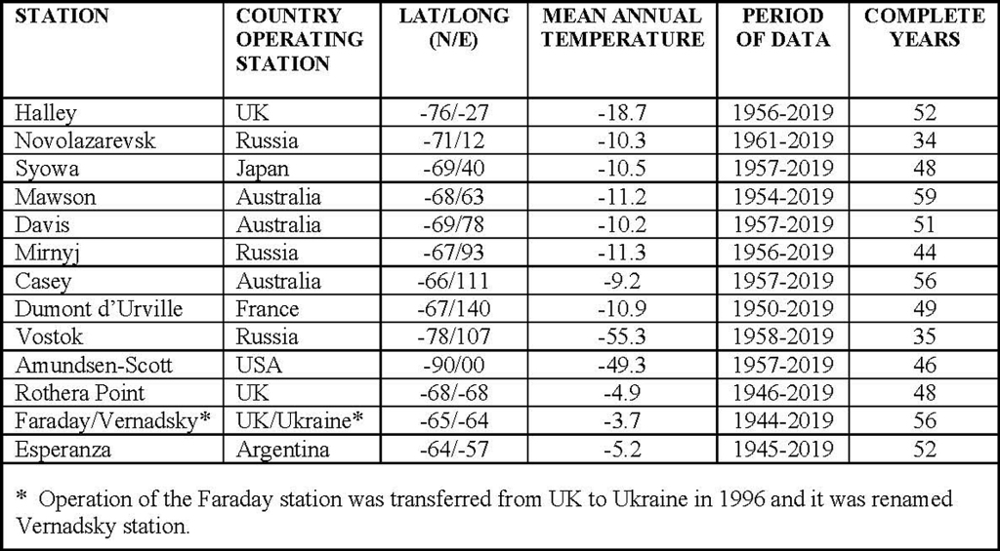 STATION COUNTRY OPERATING STATION LAT/LONG (N/E) MEAN ANNUAL TEMPERATURE PERIOD OF DATA COMPLETE YEARS
Halley UK -76/-27 -18.7 1956-2019 52
Novolazarevsk Russia -71/12 -10.3 1961-2019 34
Syowa Japan -69/40 -10.5 1957-2019 48
Mawson Australia -68/63 -11.2 1954-2019 59
Davis Australia -69/78 -10.2 1957-2019 51
Mirnyj Russia -67/93 -11.3 1956-2019 44
Casey Australia -66/111 -9.2 1957-2019 56
Dumont d’Urville France -67/140 -10.9 1950-2019 49
Vostok Russia -78/107 -55.3 1958-2019 35
Amundsen-Scott USA -90/00 -49.3 1957-2019 46
Rothera Point UK -68/-68 -4.9 1946-2019 48
Faraday/Vernadsky* UK/Ukraine* -65/-64 -3.7 1944-2019 56
Esperanza Argentina -64/-57 -5.2 1945-2019 52
* Operation of the Faraday station was transferred from UK to Ukraine in 1996 and it was renamed
Vernadsky station.